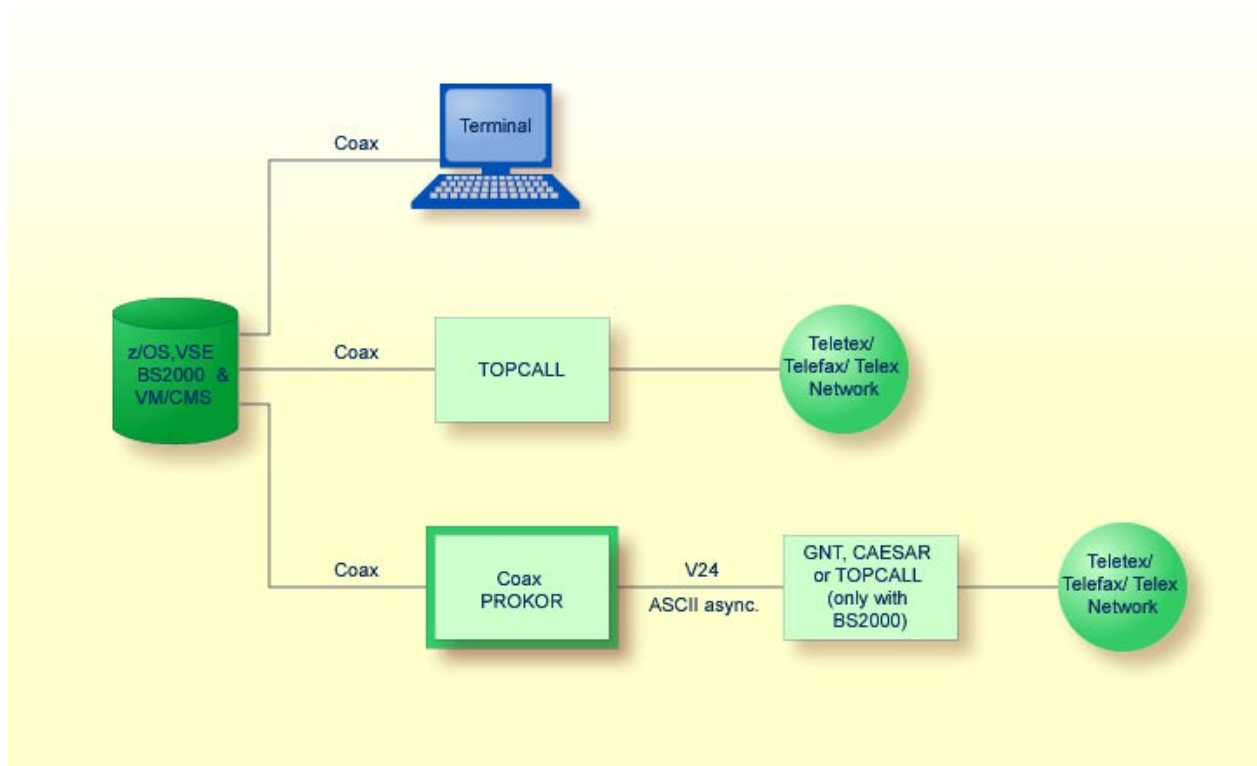 Terminal
Coax
z/OS,VSE
BS2000 &
VM/CMS
Coax
TOPCALL
Teletex/
Telefax/ Telex
Network
Coax
Coax
PROKOR
V24
ASCII async.
GNT, CAESAR
or TOPCALL
(only with
BS2000)
Teletex/
Telefax/ Telex
Network